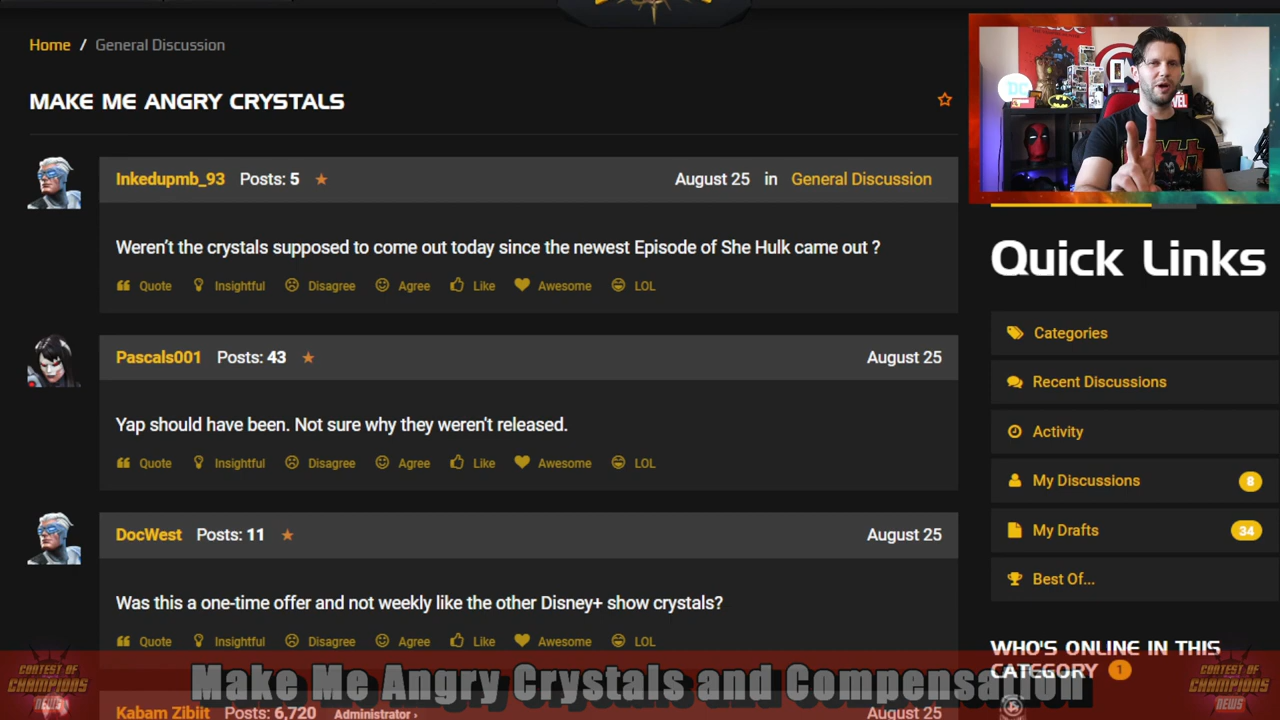 Home / General Discussion
MAKE ME ANGRY CRYSTALS
Inkedupmb_93 Posts: 5 August 25 in General Discussion
Weren't the crystals supposed to come out today since the newest Episode of She Hulk came out ?
Quote Insightful Disagree Agree Like Awesome LOL
Pascals001 Posts: 43 August 25
Yap should have been. Not sure why they weren't released.
Quote Insightful Disagree Agree Like Awesome LOL
DocWest Posts: 11 August 25
Was this a one-time offer and not weekly like the other Disney+ show crystals?
Quote Insightful Disagree Agree Like Awesome LOL
Kabam Zibiit Posts: 6,720 Administrator › August 25
DC
Quick Links
Categories
Recent Discussions
Activity
My Discussions 8
My Drafts 34
Best Of...
WHO'S ONLINE IN THIS
CATEGORY 1
CONTEST OF
CHAMPIONS
NEWS
Make Me Angry Crystals and Compensation
CONTEST OF
CHAMPIONS
NEWS